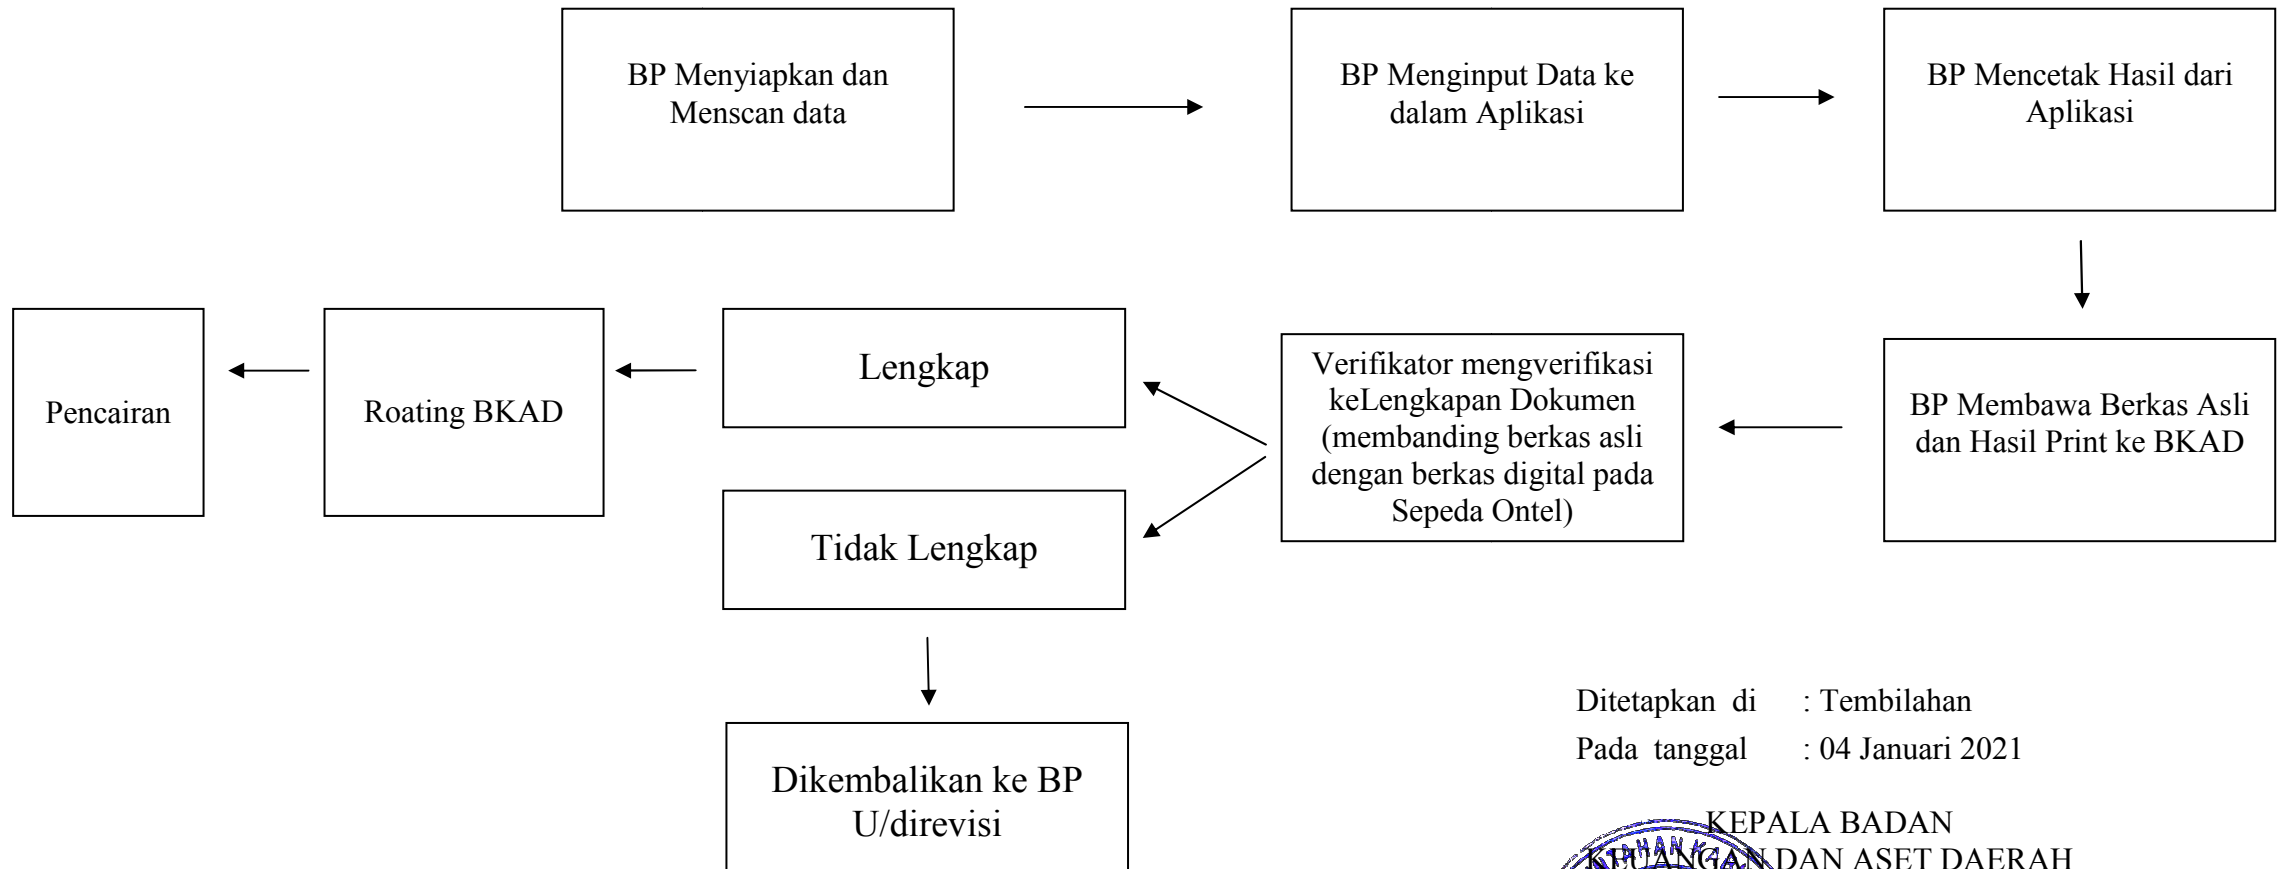 BP Menyiapkan dan
Menscan data
BP Menginput Data ke
dalam Aplikasi
BP Mencetak Hasil dari
Aplikasi
BP Membawa Berkas Asli
dan Hasil Print ke BKAD
Verifikator mengverifikasi
keLengkapan Dokumen
(membanding berkas asli
dengan berkas digital pada
Sepeda Ontel)
Lengkap
Roating BKAD
Pencairan
Tidak Lengkap
Dikembalikan ke BP
U/direvisi
Ditetapkan di : Tembilahan
Pada tanggal : 04 Januari 2021
KEPALA BADAN
KEUANGAN DAN ASET DAERAH